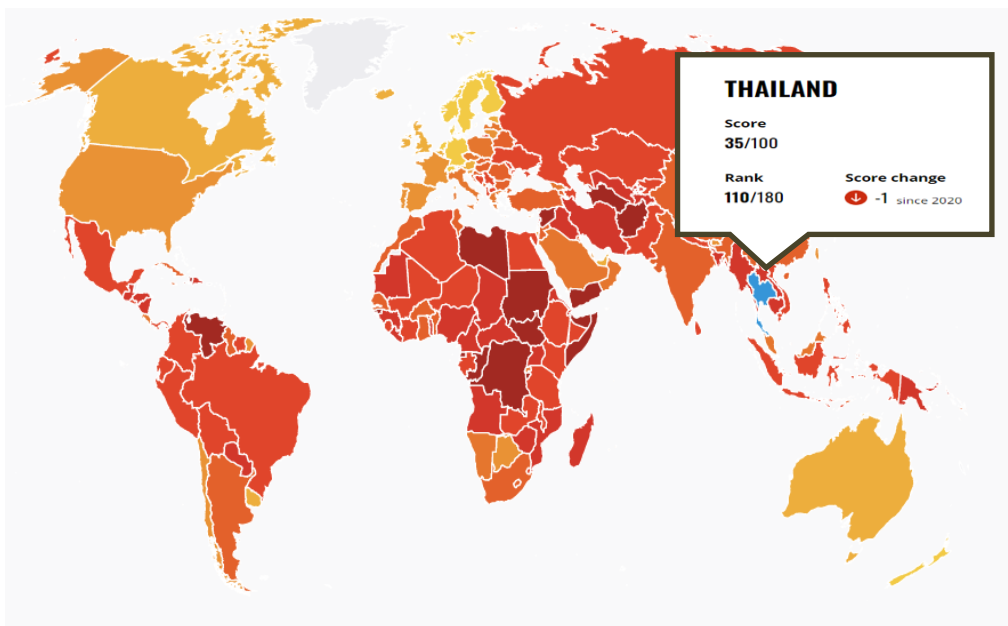 THAILAND
Score
35/100
Rank
110/180
Score change
-1 since 2020